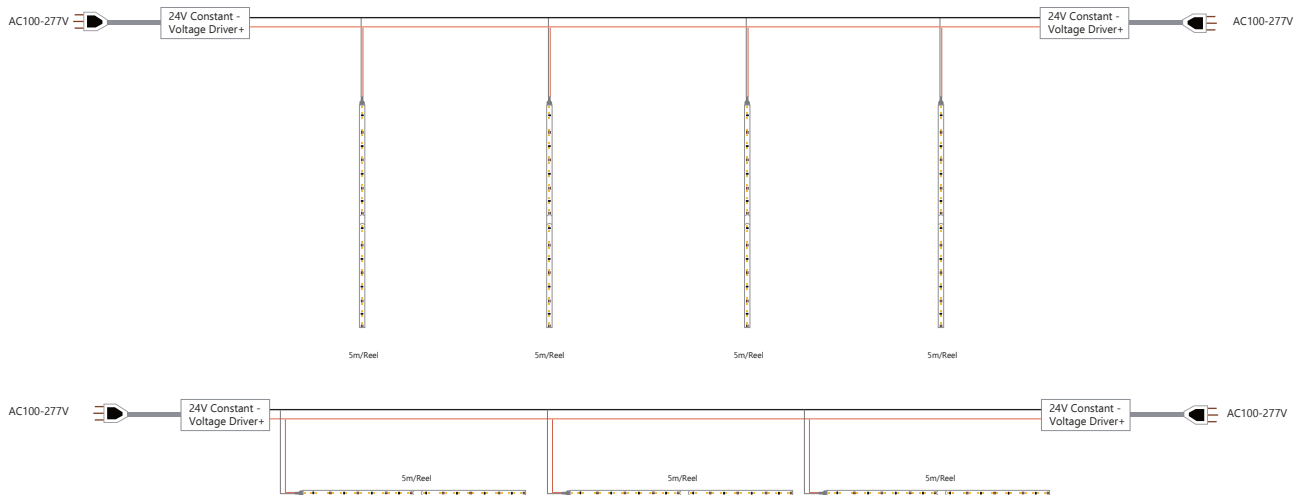 AC100-277V
24V Constant -
Voltage Driver+
24V Constant -
Voltage Driver+
AC100-277V
5m/Reel
5m/Reel
5m/Reel
5m/Reel
AC100-277V
24V Constant -
Voltage Driver+
24V Constant -
Voltage Driver+
AC100-277V
5m/Reel
5m/Reel
5m/Reel